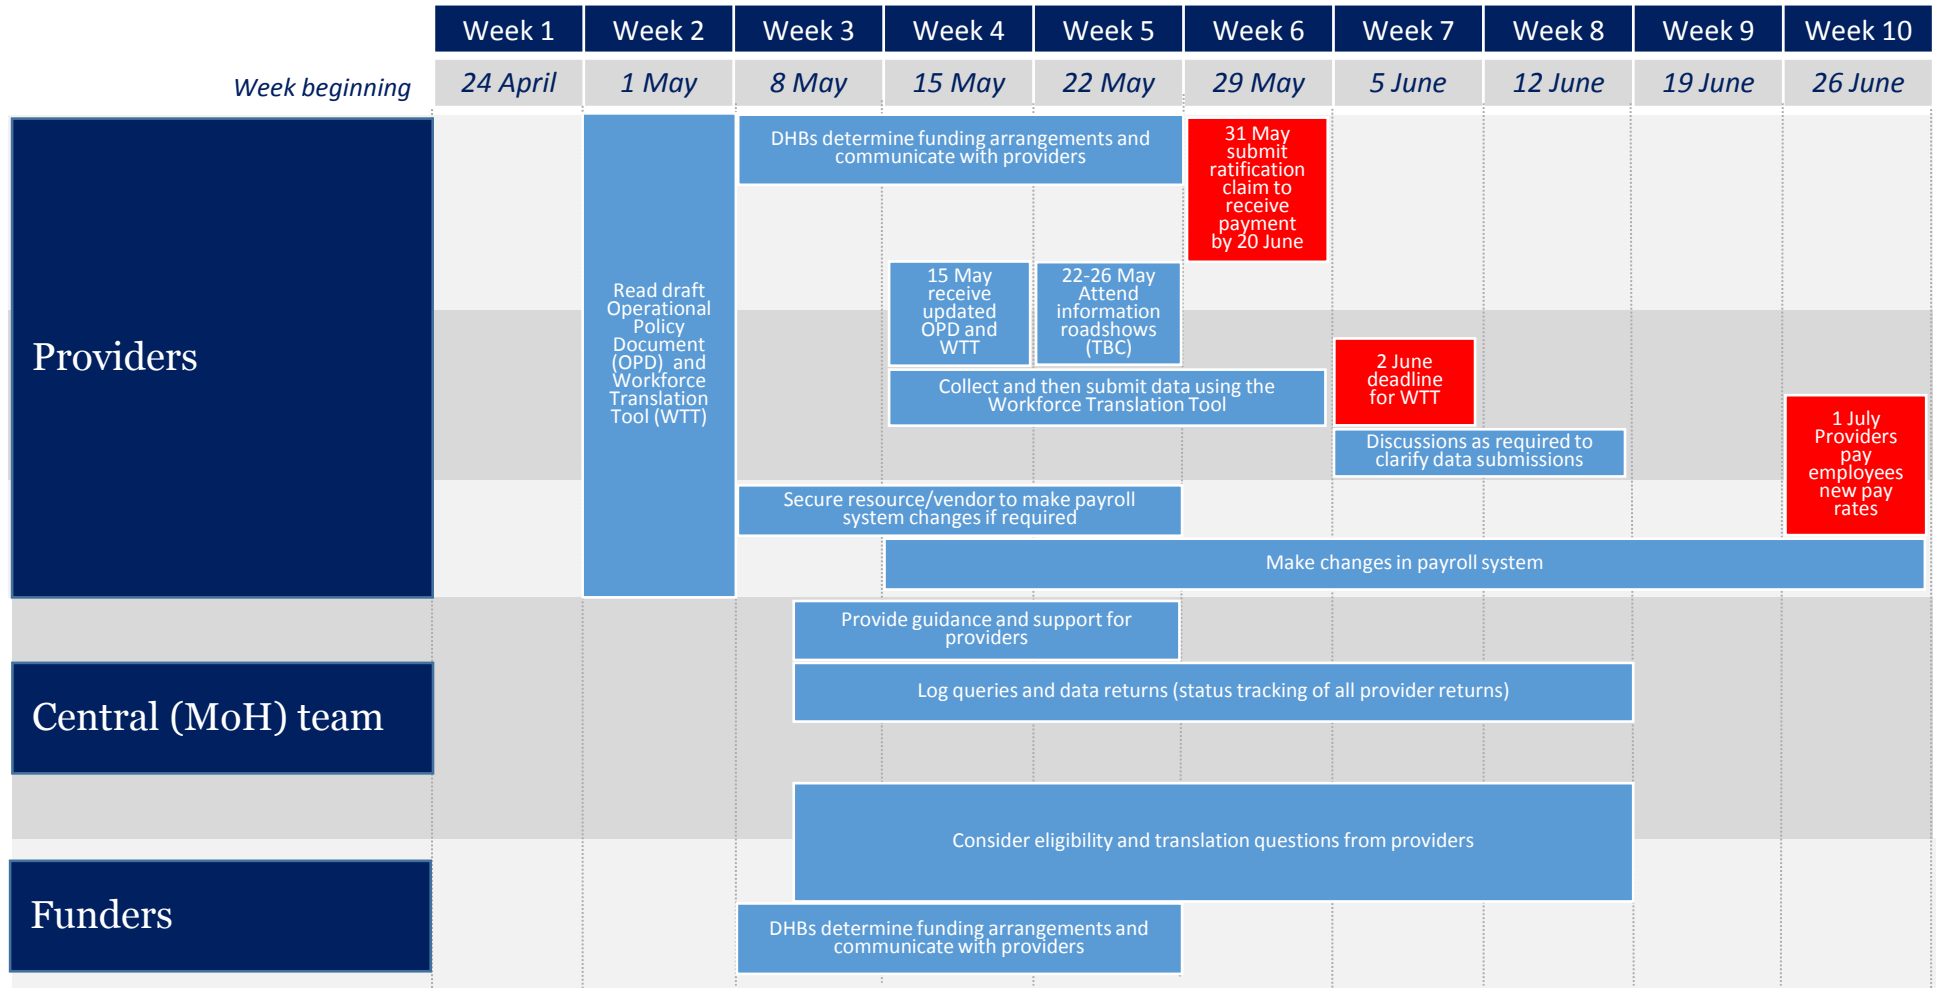 Week 1
Week 2
Week 3
Week 4
Week 5
Week 6
Week 7
Week 8
Week 9
Week 10
Week beginning
24 April
1 May
8 May
15 May
22 May
29 May
5 June
12 June
19 June
26 June
Providers
Read draft
Operational
Policy
Document
(OPD) and
Workforce
Translation
Tool (WTT)
DHBs determine funding arrangements and
communicate with providers
31 May
submit
ratification
claim to
receive
payment
by 20 June
15 May
receive
updated
OPD and
WTT
22-26 May
Attend
information
roadshows
(TBC)
Collect and then submit data using the
Workforce Translation Tool
2 June
deadline
for WTT
Discussions as required to
clarify data submissions
1 July
Providers
pay
employees
new pay
rates
Secure resource/vendor to make payroll
system changes if required
Make changes in payroll system
Central (MoH) team
Provide guidance and support for
providers
Log queries and data returns (status tracking of all provider returns)
Consider eligibility and translation questions from providers
Funders
DHBs determine funding arrangements and
communicate with providers